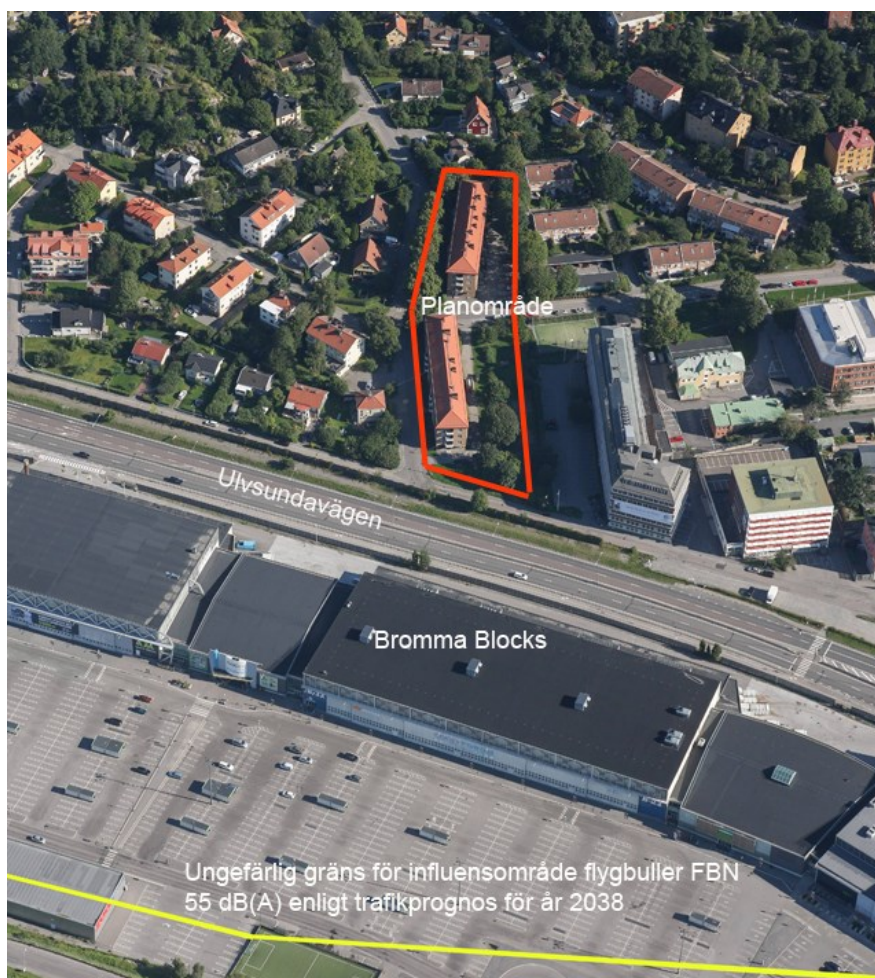 Planområde
Ulvsundavägen
Bromma Blocks
Ungefärlig gräns för influensområde flygbuller FBN
55 dB(A) enligt trafikprognos för år 2038